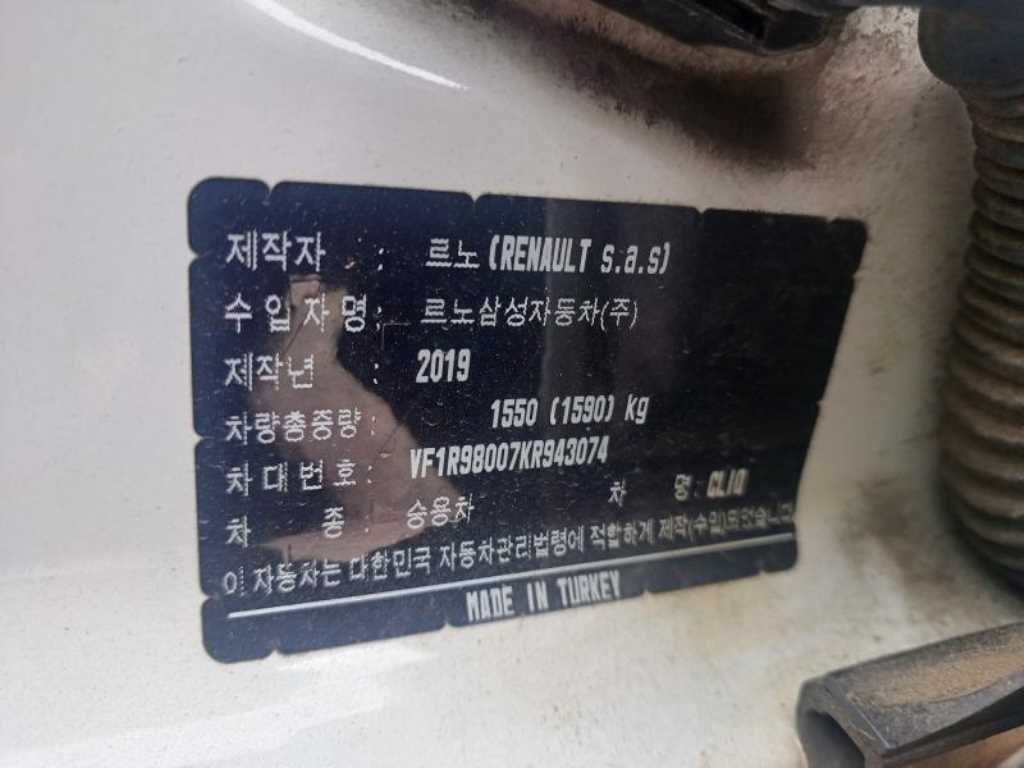 제작자 : 르노 (RENAULT s.a.s)
수입자명 : 르노삼성자동차(주)
제작년 : 2019
차량총중량 : 1550 (1590) kg
차대번호 : VF1R98007KR943074
차 종 : 승용차 차 명 : CLIO
이 자동차는 대한민국 자동차관리법령에 적합하게 제작(수입)되었습니다
MADE IN TURKEY